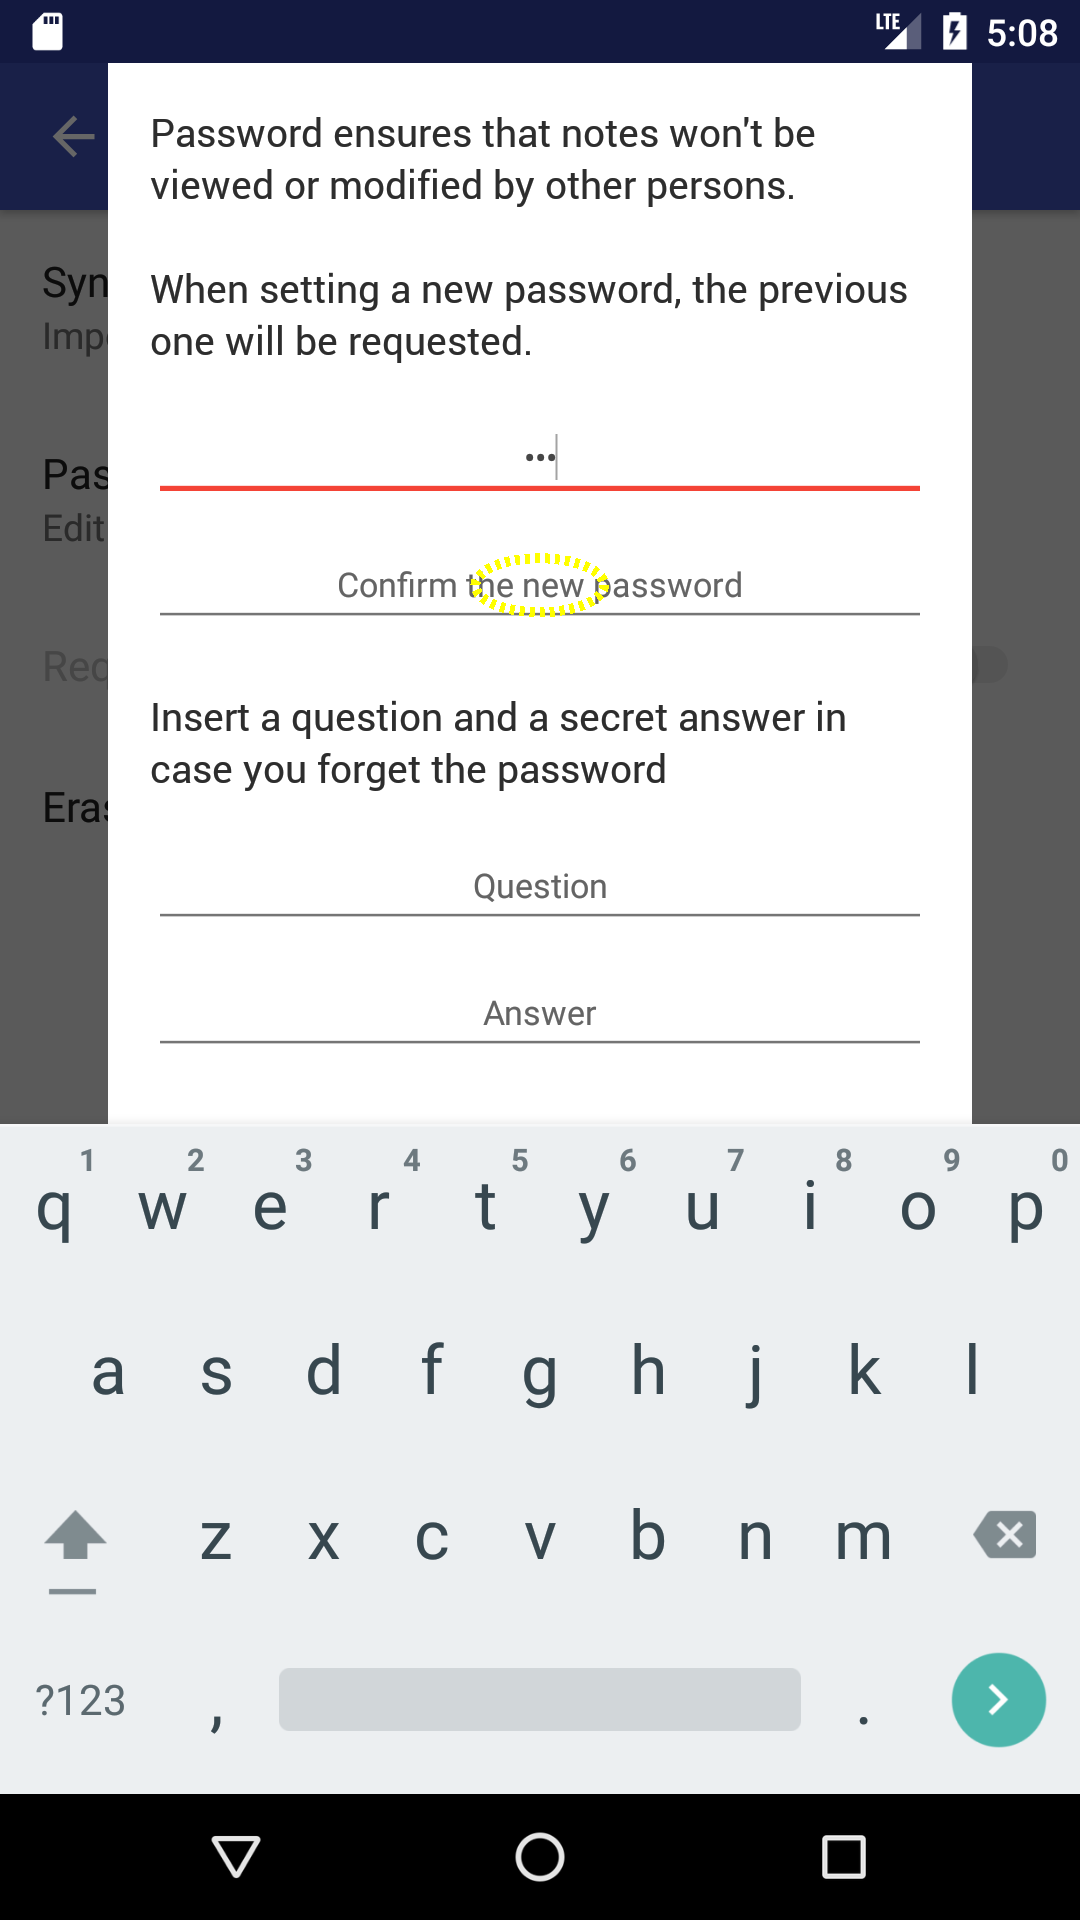 LTE 5:08
Password ensures that notes won't be
viewed or modified by other persons.
When setting a new password, the previous
one will be requested.
•••
Confirm the new password
Insert a question and a secret answer in
case you forget the password
Question
Answer
Syn
Impo
Pas
Edit
Req
Eras
1 2 3 4 5 6 7 8 9 0
q w e r t y u i o p
a s d f g h j k l
z x c v b n m
?123 , .